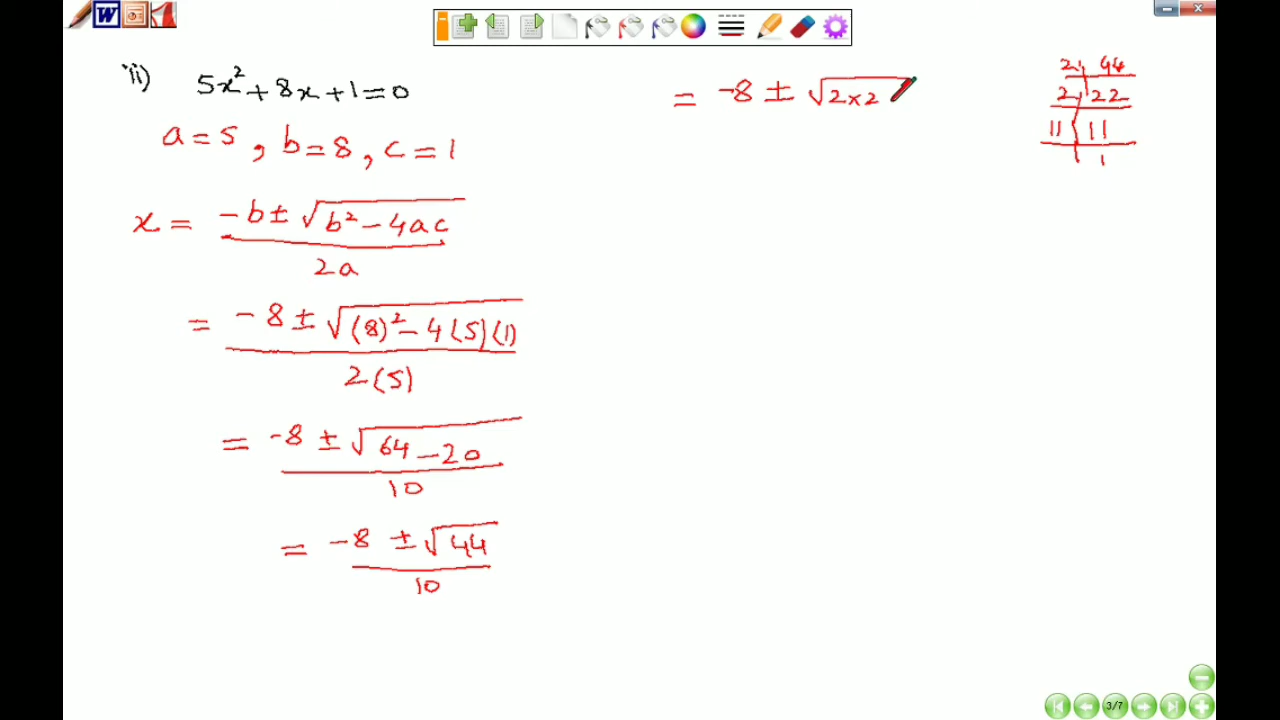 ii) 5x² + 8x + 1 = 0
a = 5, b = 8, c = 1
x = -b ± √(b² - 4ac)
2a
= -8 ± √((8)² - 4(5)(1))
2(5)
= -8 ± √(64 - 20)
10
= -8 ± √44
10
= -8 ± √(2×2
2 44
2 22
11 11
1
3/7